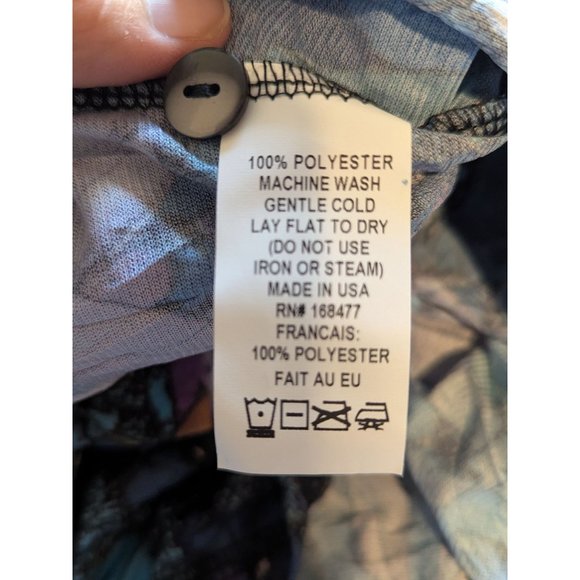 100% POLYESTER
MACHINE WASH
GENTLE COLD
LAY FLAT TO DRY
(DO NOT USE
IRON OR STEAM)
MADE IN USA
RN# 168477
FRANCAIS:
100% POLYESTER
FAIT AU EU